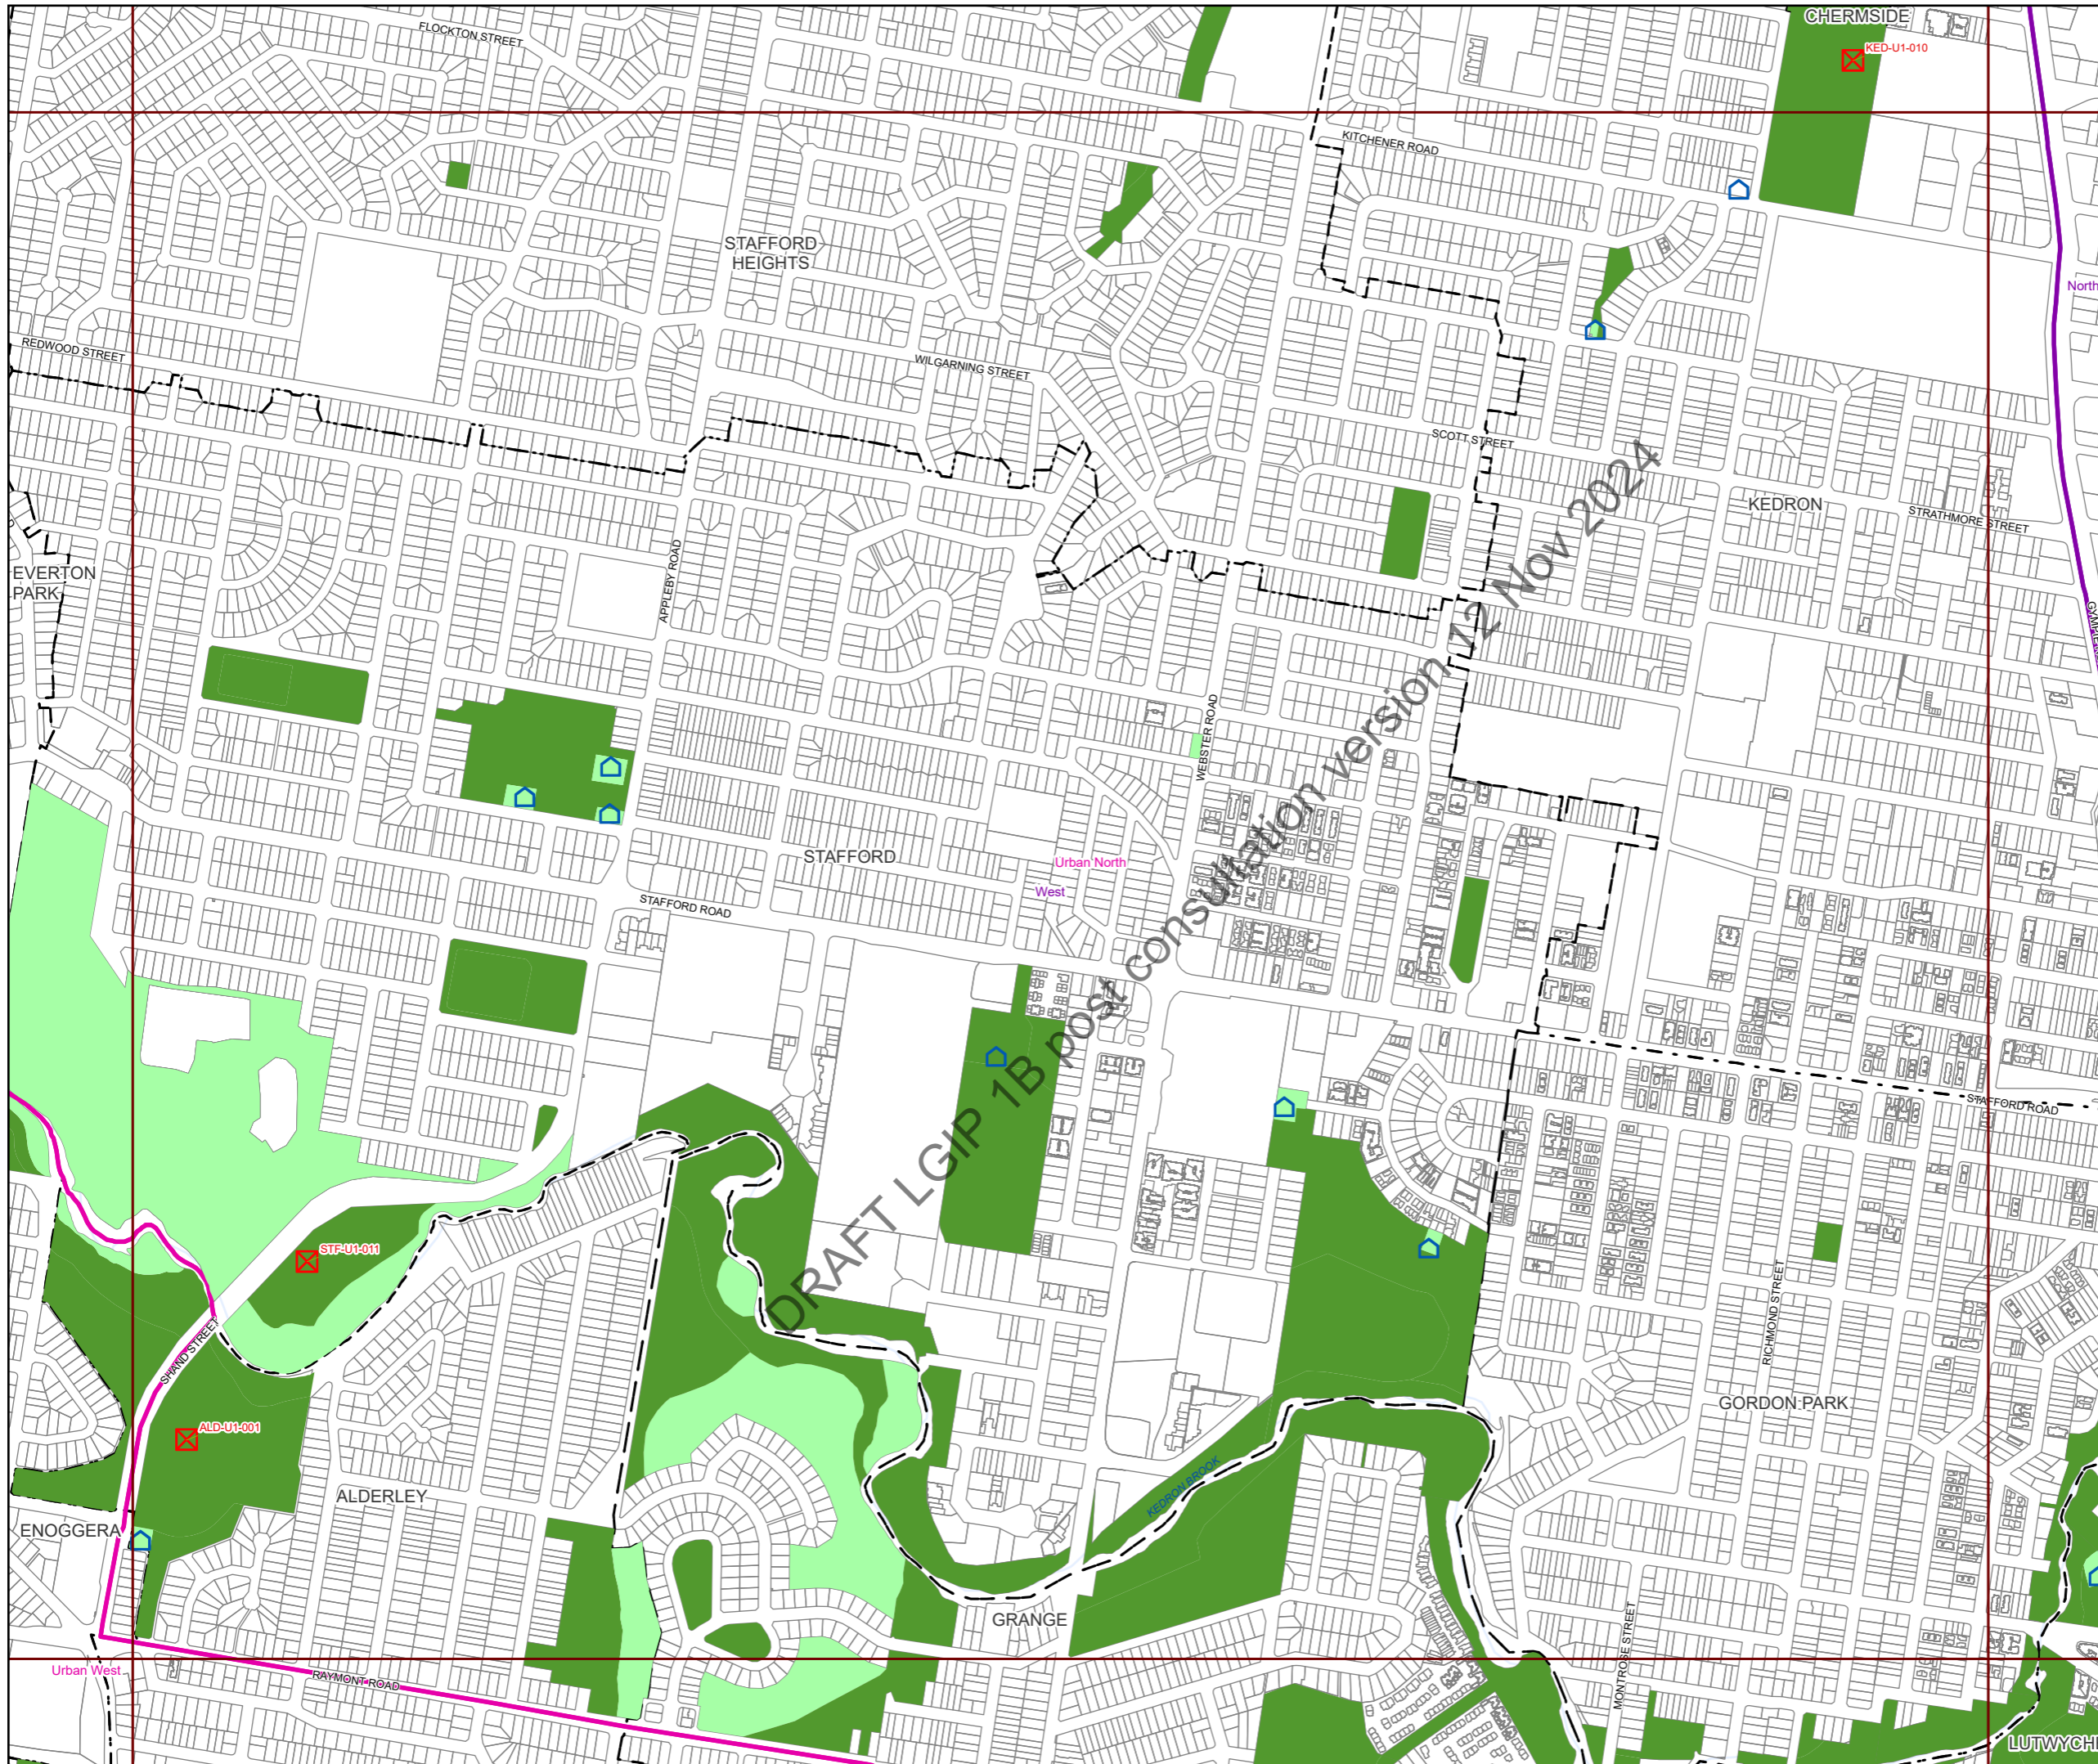 CHERMSIDE
FLOCKTON STREET
KED-U1-010
KITCHENER ROAD
STAFFORD
HEIGHTS
North
REDWOOD STREET
WILGARNING STREET
SCOTT STREET
KEDRON
STRATHMORE STREET
EVERTON
PARK
APPLEBY ROAD
WEBSTER ROAD
STAFFORD
Urban North
West
STAFFORD ROAD
DRAFT LGIP 1B post consultation version 12 Nov 2024
STAFFORD ROAD
STF-U1-011
SHAND STREET
RICHMOND STREET
ALD-U1-001
GORDON PARK
KEDRON BROOK
ALDERLEY
ENOGGERA
GRANGE
MONTROSE STREET
Urban West
RAYMONT ROAD
LUTWYCH